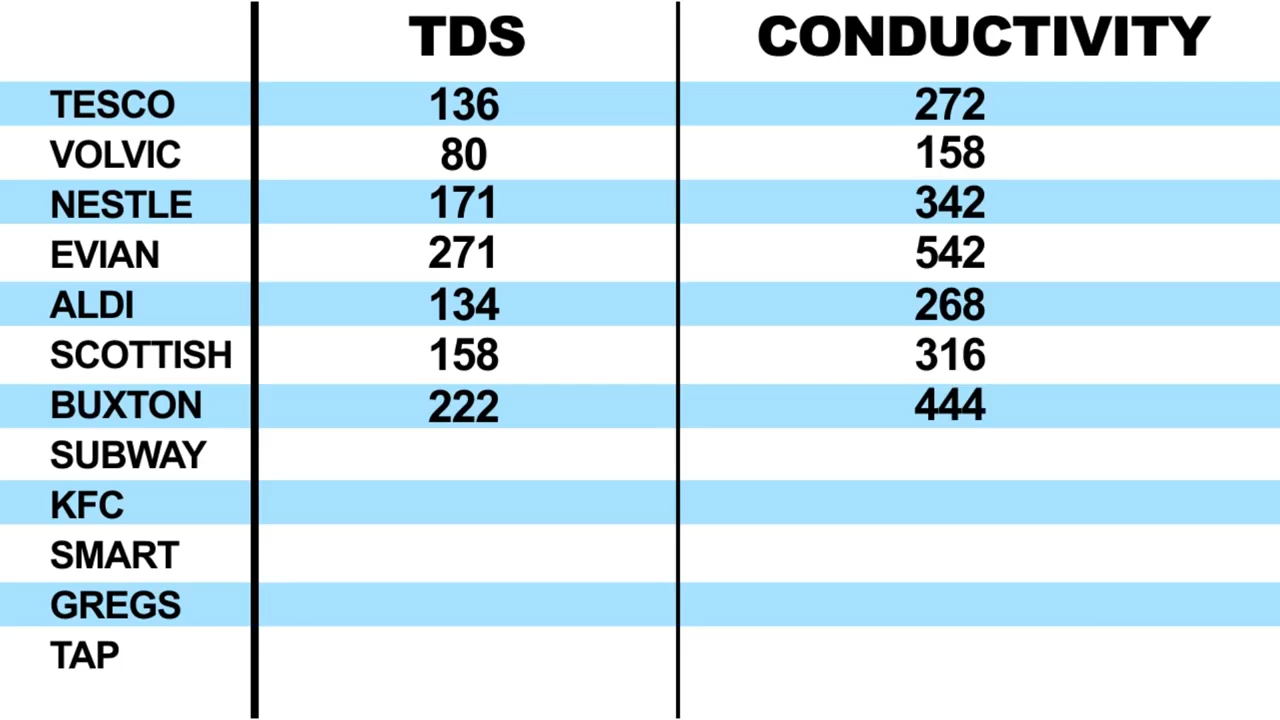 TDS CONDUCTIVITY
TESCO 136 272
VOLVIC 80 158
NESTLE 171 342
EVIAN 271 542
ALDI 134 268
SCOTTISH 158 316
BUXTON 222 444
SUBWAY
KFC
SMART
GREGS
TAP